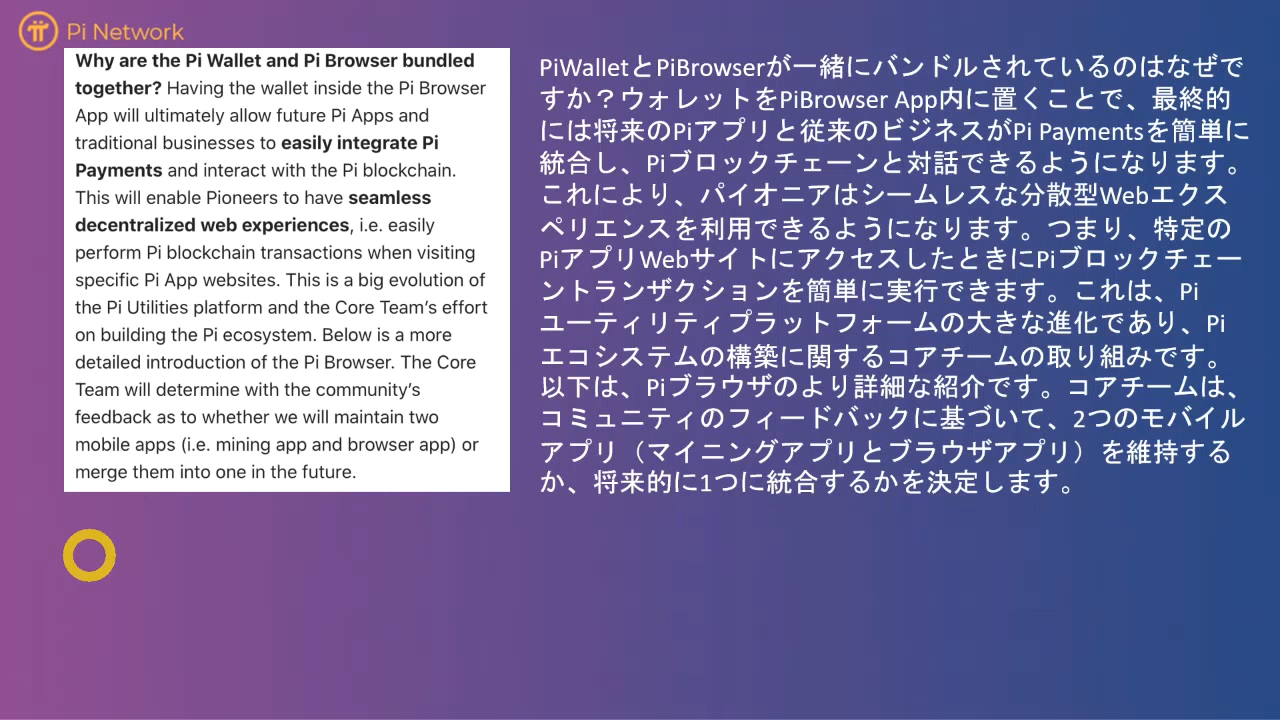 Pi Network
Why are the Pi Wallet and Pi Browser bundled
together? Having the wallet inside the Pi Browser
App will ultimately allow future Pi Apps and
traditional businesses to easily integrate Pi
Payments and interact with the Pi blockchain.
This will enable Pioneers to have seamless
decentralized web experiences, i.e. easily
perform Pi blockchain transactions when visiting
specific Pi App websites. This is a big evolution of
the Pi Utilities platform and the Core Team's effort
on building the Pi ecosystem. Below is a more
detailed introduction of the Pi Browser. The Core
Team will determine with the community's
feedback as to whether we will maintain two
mobile apps (i.e. mining app and browser app) or
merge them into one in the future.
PiWalletとPiBrowserが一緒にバンドルされているのはなぜで
すか？ウォレットをPiBrowser App内に置くことで、最終的
には将来のPiアプリと従来のビジネスがPi Paymentsを簡単に
統合し、Piブロックチェーンと対話できるようになります。
これにより、パイオニアはシームレスな分散型Webエクス
ペリエンスを利用できるようになります。つまり、特定の
PiアプリWebサイトにアクセスしたときにPiブロックチェー
ントランザクションを簡単に実行できます。これは、Pi
ユーティリティプラットフォームの大きな進化であり、Pi
エコシステムの構築に関するコアチームの取り組みです。
以下は、Piブラウザのより詳細な紹介です。コアチームは、
コミュニティのフィードバックに基づいて、2つのモバイル
アプリ（マイニングアプリとブラウザアプリ）を維持する
か、将来的に1つに統合するかを決定します。